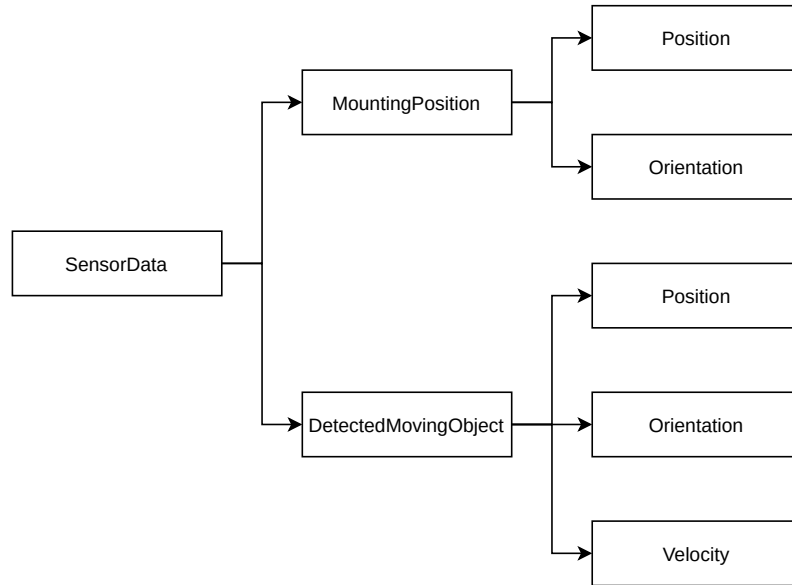 Position
MountingPosition
Orientation
SensorData
Position
DetectedMovingObject
Orientation
Velocity